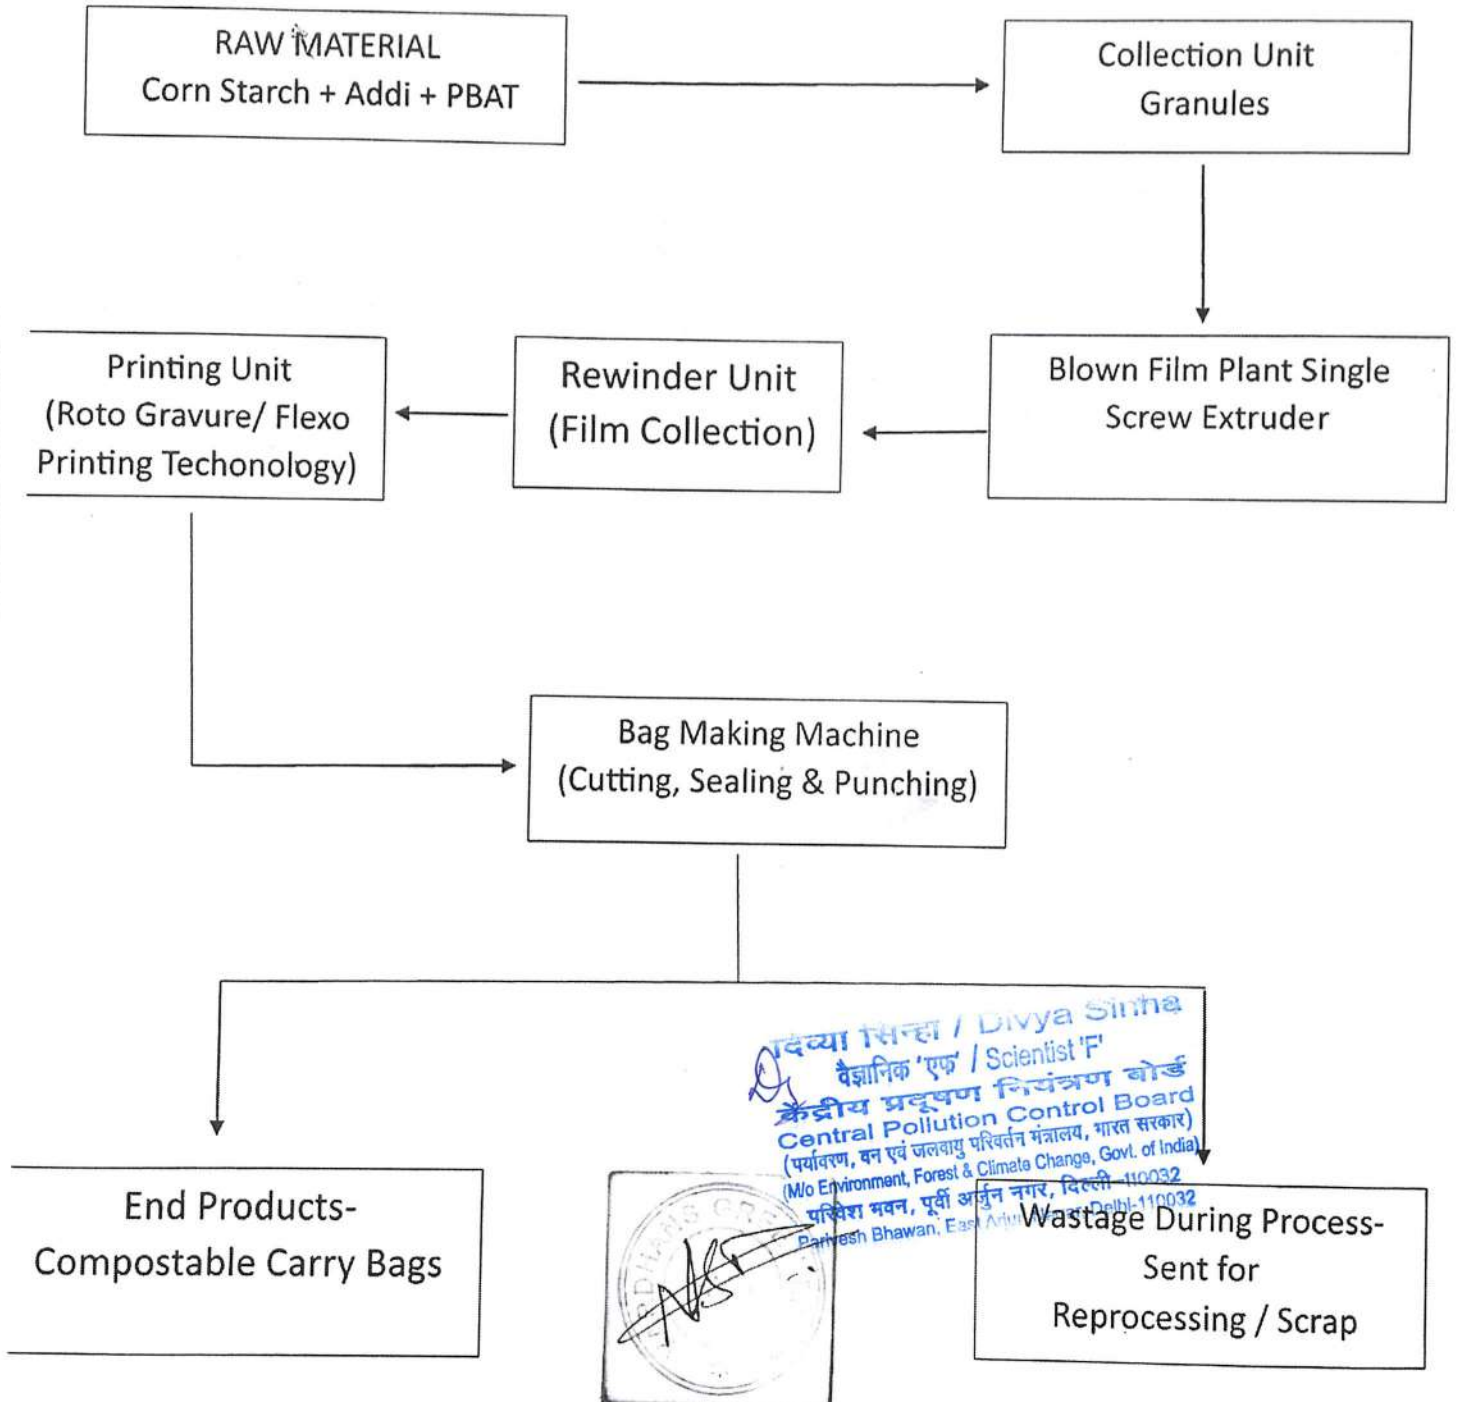 RAW MATERIAL
Corn Starch + Addi + PBAT
Collection Unit
Granules
Printing Unit
(Roto Gravure/ Flexo
Printing Techonology)
Rewinder Unit
(Film Collection)
Blown Film Plant Single
Screw Extruder
Bag Making Machine
(Cutting, Sealing & Punching)
दिव्या सिन्हा / Divya Sinha
वैज्ञानिक 'एफ' / Scientist 'F'
केंद्रीय प्रदूषण नियंत्रण बोर्ड
Central Pollution Control Board
(पर्यावरण, वन एवं जलवायु परिवर्तन मंत्रालय, भारत सरकार)
(M/o Environment, Forest & Climate Change, Govt. of India)
परिवेश भवन, पूर्वी अर्जुन नगर, दिल्ली-110032
Parivesh Bhawan, East Delhi-110032
End Products-
Compostable Carry Bags
Wastage During Process-
Sent for
Reprocessing / Scrap